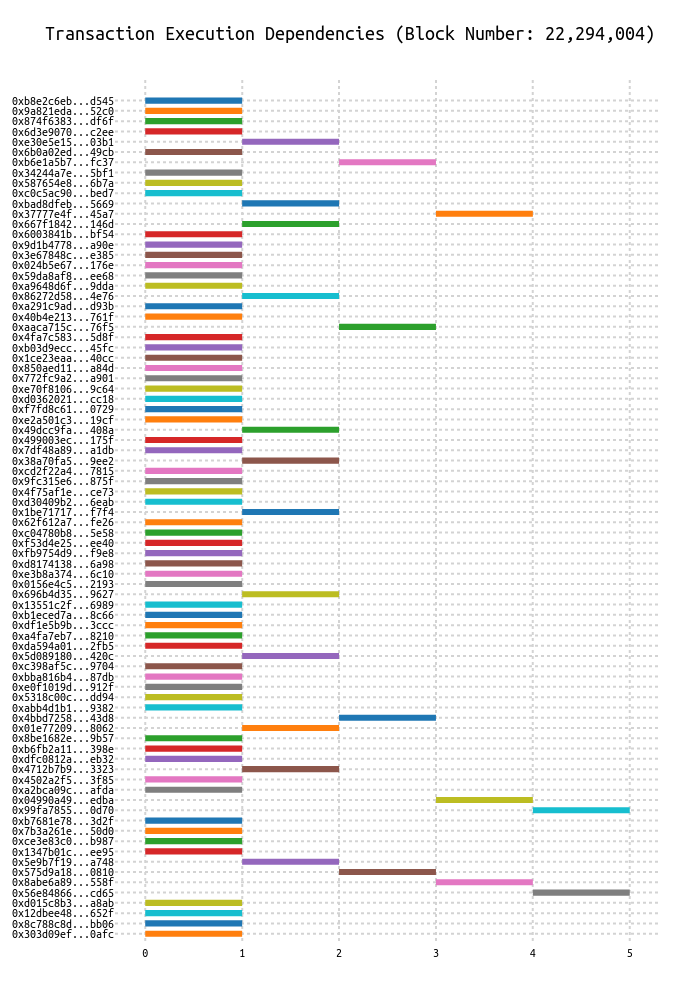 Transaction Execution Dependencies (Block Number: 22,294,004)
0xb8e2c6eb...d545
0x9a821eda...52c0
0x874f6383...df6f
0x6d3e9070...c2ee
0xe30e5e15...03b1
0x6b0a02ed...49cb
0xb6e1a5b7...fc37
0x34244a7e...5bf1
0x587654e8...6b7a
0xc0c5ac90...bed7
0xbad8dfeb...5669
0x37777e4f...45a7
0x667f1842...146d
0x6003841b...bf54
0x9d1b4778...a90e
0x3e67848c...e385
0x024b5e67...176e
0x59da8af8...ee68
0xa9648d6f...9dda
0x86272d58...4e76
0xa291c9ad...d93b
0x40b4e213...761f
0xaaca715c...76f5
0x4fa7c583...5d8f
0xb03d9ecc...45fc
0x1ce23eaa...40cc
0x850aed11...a84d
0x772fc9a2...a901
0xe70f8106...9c64
0xd0362021...cc18
0xf7fd8c61...0729
0xe2a501c3...19cf
0x49dcc9fa...408a
0x499003ec...175f
0x7df48a89...a1db
0x38a70fa5...9ee2
0xcd2f22a4...7815
0x9fc315e6...875f
0x4f75af1e...ce73
0xd30409b2...6eab
0x1be71717...f7f4
0x62f612a7...fe26
0xc04780b8...5e58
0xf53d4e25...ee40
0xfb9754d9...f9e8
0xd8174138...6a98
0xe3b8a374...6c10
0x0156e4c5...2193
0x696b4d35...9627
0x13551c2f...6989
0xb1eced7a...8c66
0xdf1e5b9b...3ccc
0xa4fa7eb7...8210
0xda594a01...2fb5
0x5d089180...420c
0xc398af5c...9704
0xbba816b4...87db
0xe0f1019d...912f
0x5318c00c...dd94
0xabb4d1b1...9382
0x4bbd7258...43d8
0x01e77209...8062
0x8be1682e...9b57
0xb6fb2a11...398e
0xdfc0812a...eb32
0x4712b7b9...3323
0x4502a2f5...3f85
0xa2bca09c...afda
0x04990a49...edba
0x99fa7855...0d70
0xb7681e78...3d2f
0x7b3a261e...50d0
0xce3e83c0...b987
0x1347b01c...ee95
0x5e9b7f19...a748
0x575d9a18...0810
0x8abe6a89...558f
0x56e84866...cd65
0xd015c8b3...a8ab
0x12dbee48...652f
0x8c788c8d...bb06
0x303d09ef...0afc
0 1 2 3 4 5